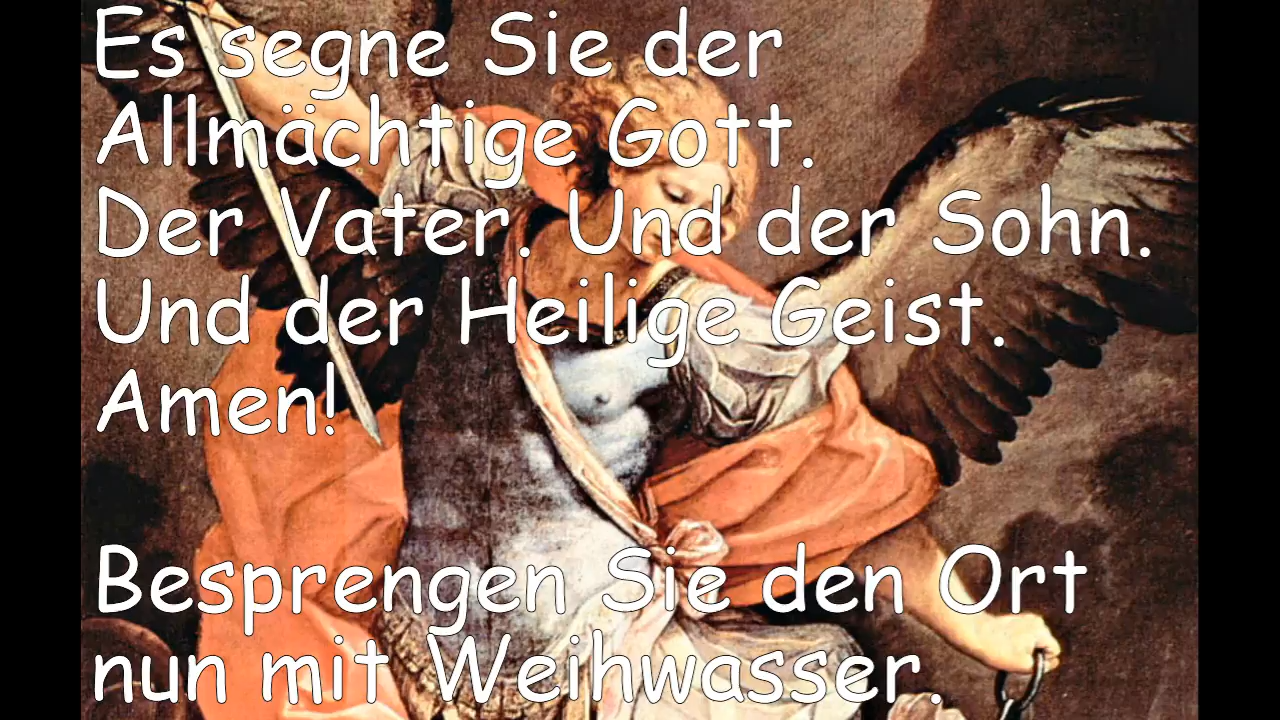 Es segne Sie der
Allmächtige Gott.
Der Vater. Und der Sohn.
Und der Heilige Geist.
Amen!
Besprengen Sie den Ort
nun mit Weihwasser.